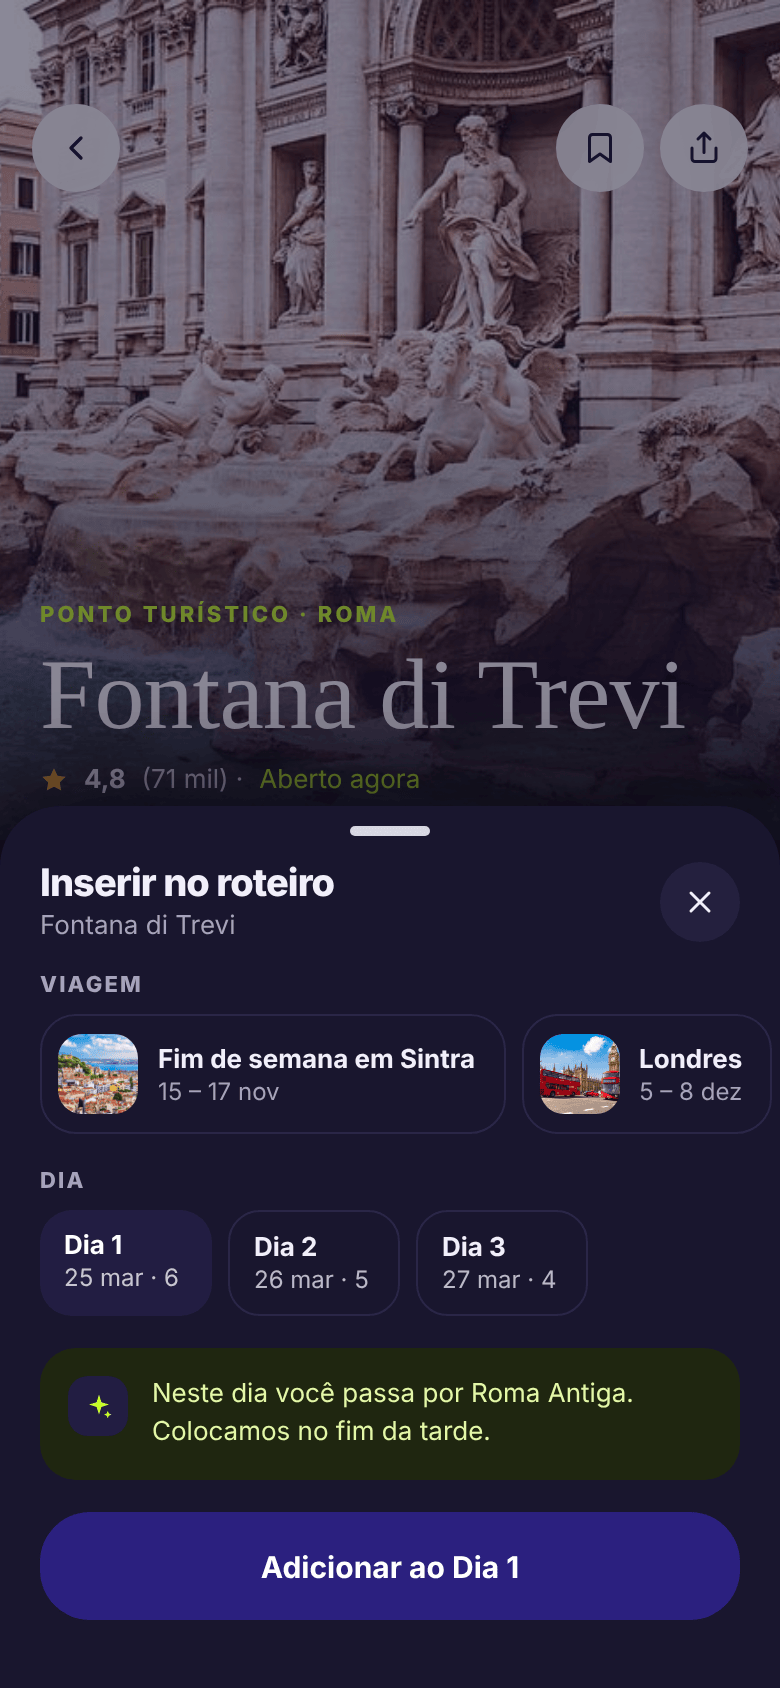 PONTO TURÍSTICO · ROMA
Fontana di Trevi
4,8 (71 mil) · Aberto agora
Inserir no roteiro
Fontana di Trevi
VIAGEM
Fim de semana em Sintra
15 – 17 nov
Londres
5 – 8 dez
DIA
Dia 1
25 mar · 6
Dia 2
26 mar · 5
Dia 3
27 mar · 4
Neste dia você passa por Roma Antiga.
Colocamos no fim da tarde.
Adicionar ao Dia 1